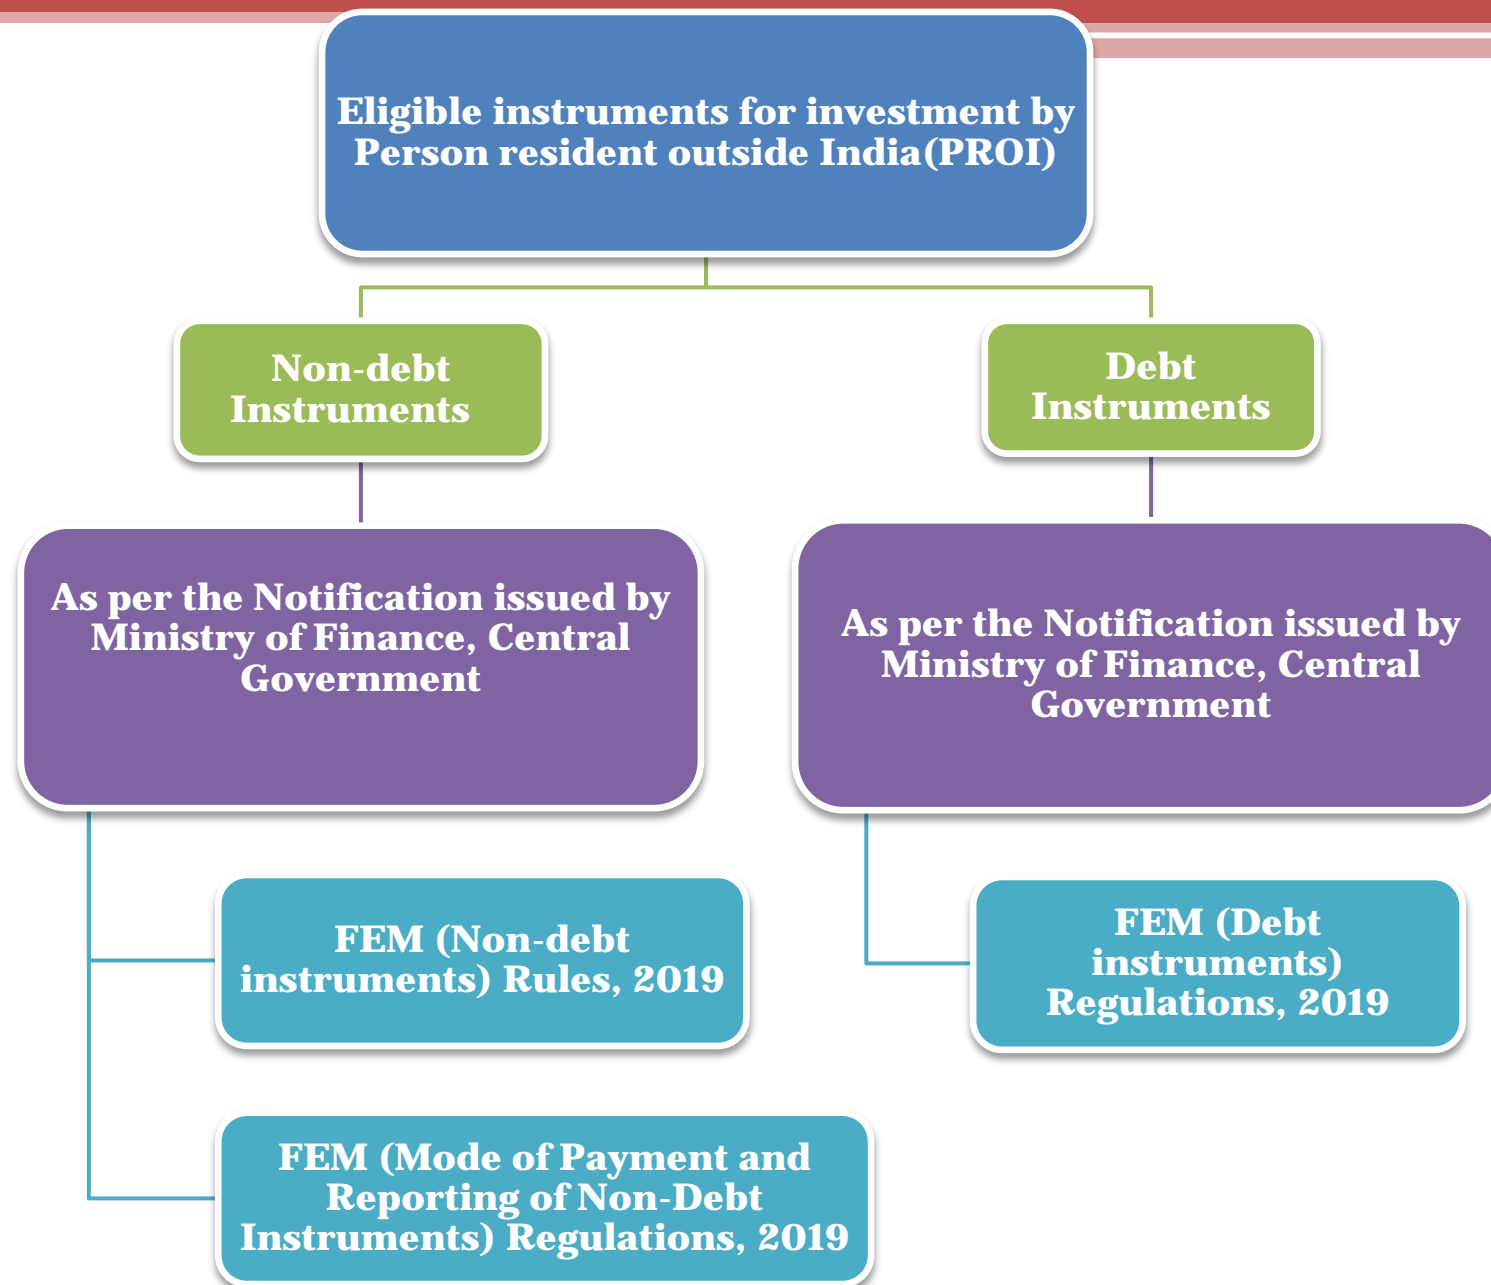 Eligible instruments for investment by
Person resident outside India(PROI)
Non-debt
Instruments
Debt
Instruments
As per the Notification issued by
Ministry of Finance, Central
Government
As per the Notification issued by
Ministry of Finance, Central
Government
FEM (Non-debt
instruments) Rules, 2019
FEM (Debt
instruments)
Regulations, 2019
FEM (Mode of Payment and
Reporting of Non-Debt
Instruments) Regulations, 2019